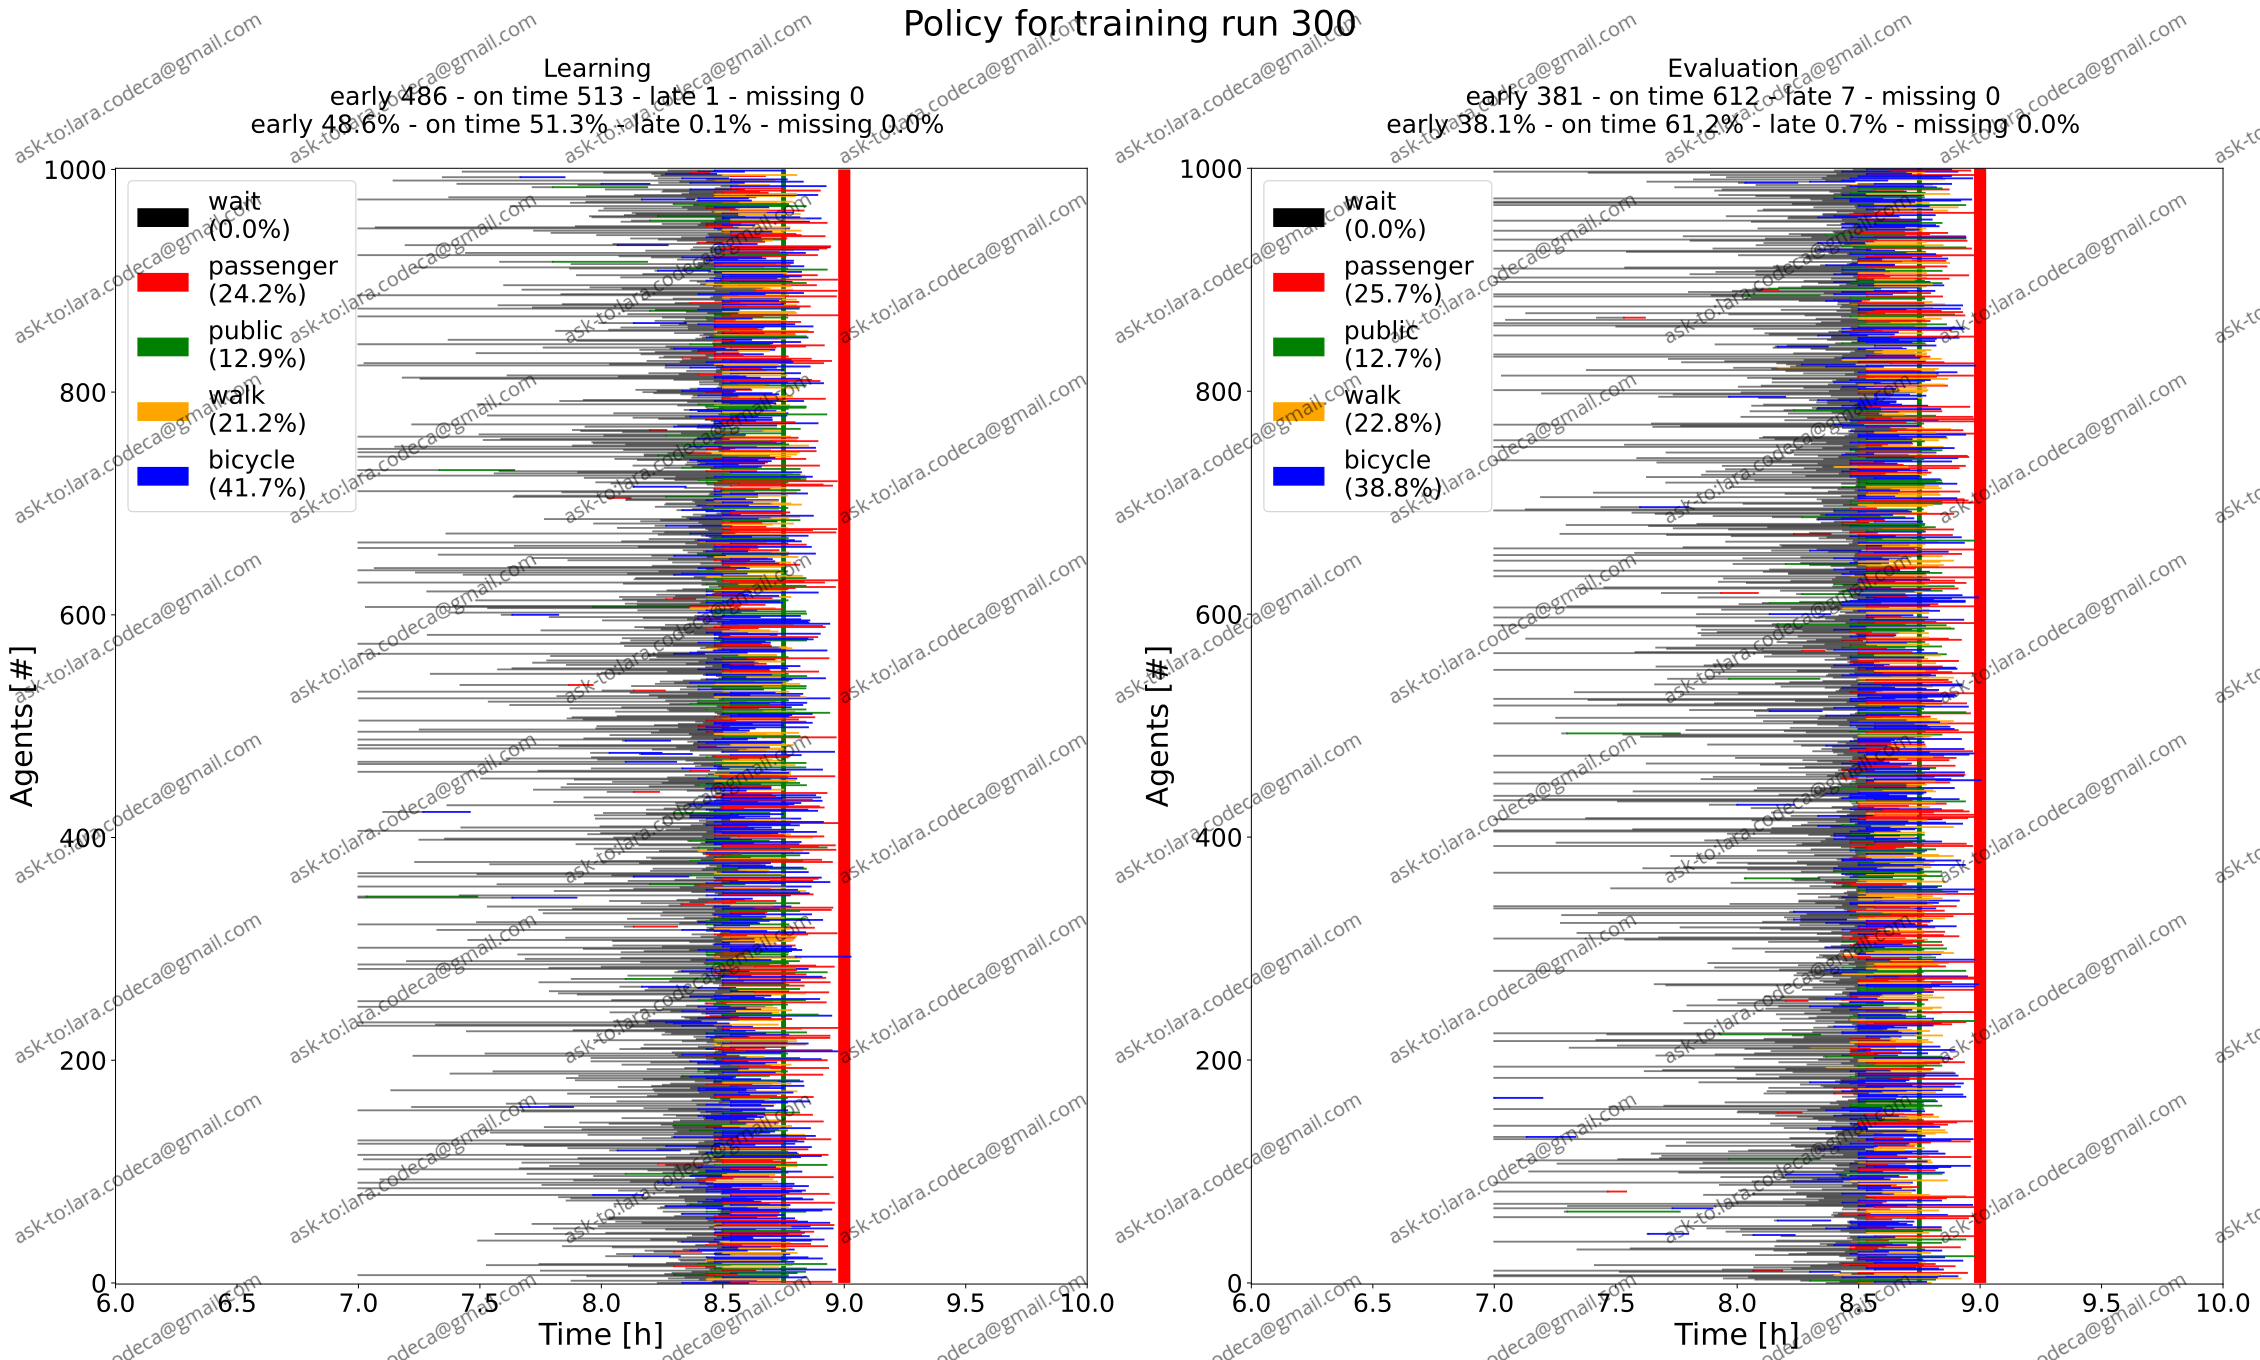 Policy for training run 300
Learning
early 486 - on time 513 - late 1 - missing 0
early 48.6% - on time 51.3% - late 0.1% - missing 0.0%
1000
800
600
400
200
0
Agents [#]
wait
(0.0%)
passenger
(24.2%)
public
(12.9%)
walk
(21.2%)
bicycle
(41.7%)
6.0 6.5 7.0 7.5 8.0 8.5 9.0 9.5 10.0
Time [h]
Evaluation
early 381 - on time 612 - late 7 - missing 0
early 38.1% - on time 61.2% - late 0.7% - missing 0.0%
1000
800
600
400
200
0
Agents [#]
wait
(0.0%)
passenger
(25.7%)
public
(12.7%)
walk
(22.8%)
bicycle
(38.8%)
6.0 6.5 7.0 7.5 8.0 8.5 9.0 9.5 10.0
Time [h]
ask-to:lara.codeca@gmail.com